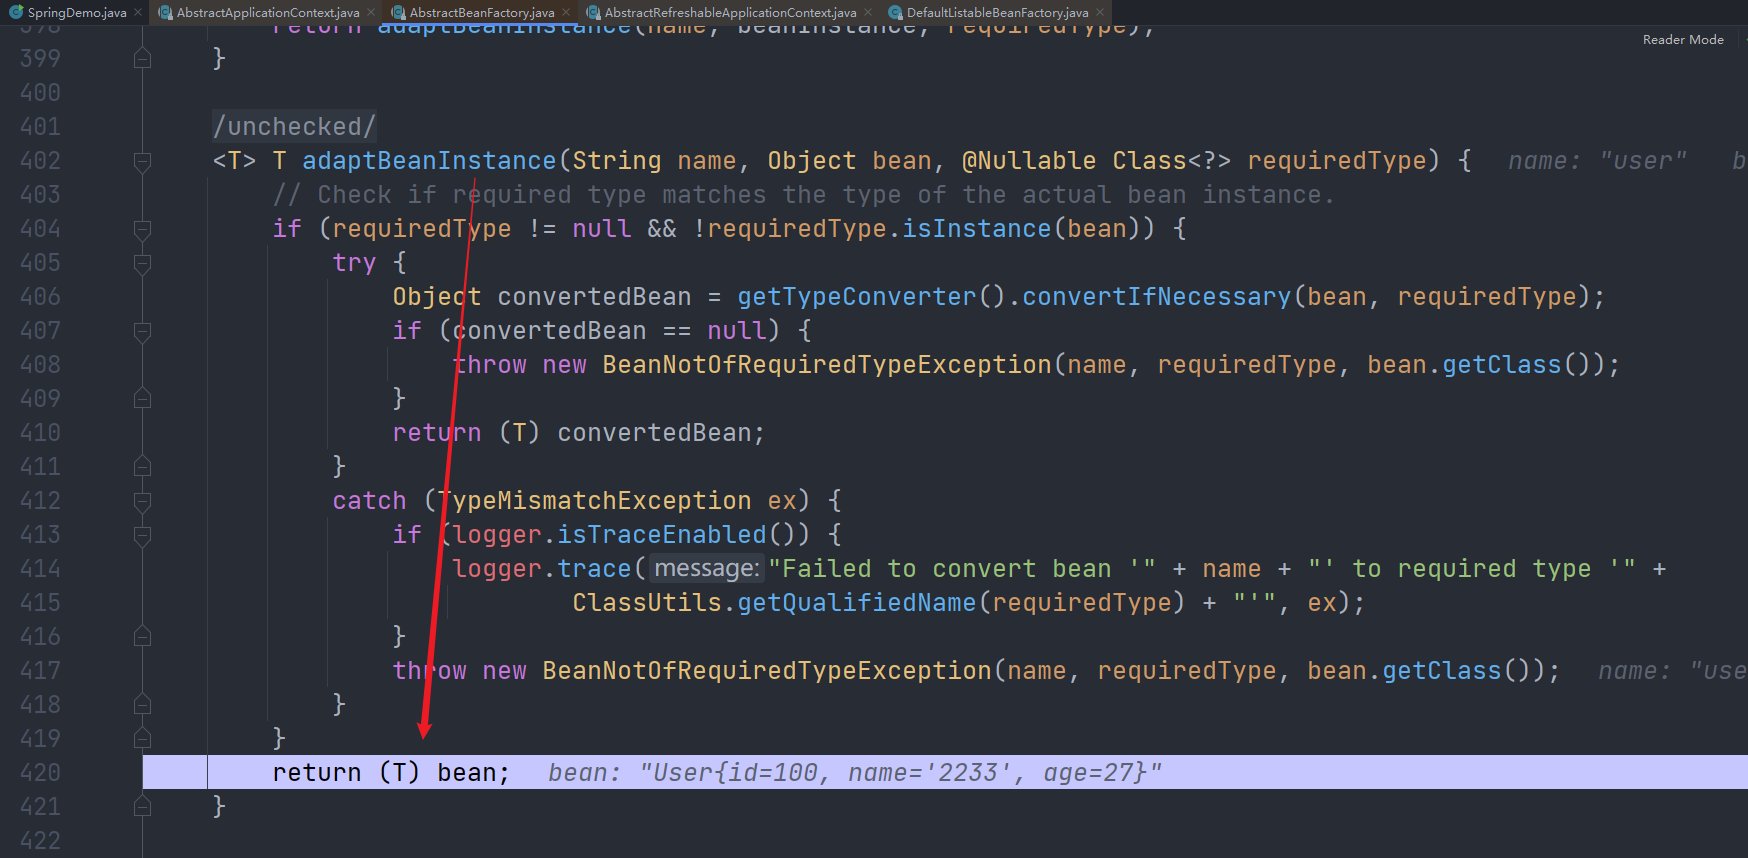 SpringDemo.java AbstractApplicationContext.java AbstractBeanFactory.java AbstractRefreshableApplicationContext.java DefaultListableBeanFactory.java
Reader Mode
398 return adaptBeanInstance(name, beanInstance, requiredType);
399 }
400
401 /unchecked/
402 <T> T adaptBeanInstance(String name, Object bean, @Nullable Class<?> requiredType) { name: "user" b
403 // Check if required type matches the type of the actual bean instance.
404 if (requiredType != null && !requiredType.isInstance(bean)) {
405 try {
406 Object convertedBean = getTypeConverter().convertIfNecessary(bean, requiredType);
407 if (convertedBean == null) {
408 throw new BeanNotOfRequiredTypeException(name, requiredType, bean.getClass());
409 }
410 return (T) convertedBean;
411 }
412 catch (TypeMismatchException ex) {
413 if (logger.isTraceEnabled()) {
414 logger.trace( message: "Failed to convert bean '" + name + "' to required type '" +
415 ClassUtils.getQualifiedName(requiredType) + "'", ex);
416 }
417 throw new BeanNotOfRequiredTypeException(name, requiredType, bean.getClass()); name: "use
418 }
419 }
420 return (T) bean; bean: "User{id=100, name='2233', age=27}"
421 }
422